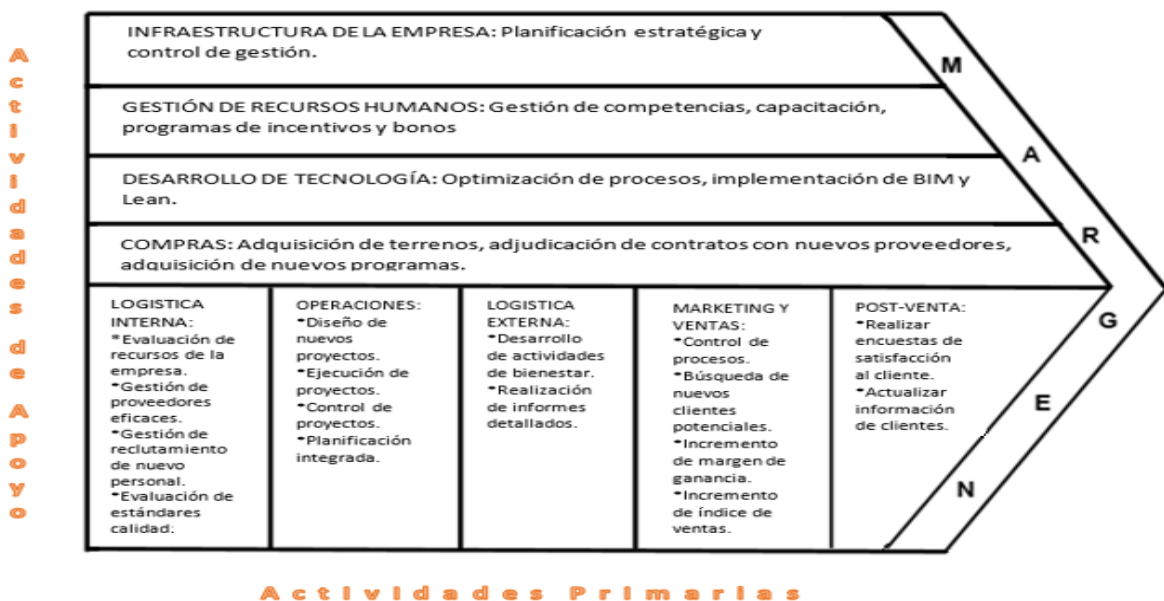 Actividades de Apoyo
INFRAESTRUCTURA DE LA EMPRESA: Planificación estratégica y
control de gestión.
GESTIÓN DE RECURSOS HUMANOS: Gestión de competencias, capacitación,
programas de incentivos y bonos
DESARROLLO DE TECNOLOGÍA: Optimización de procesos, implementación de BIM y
Lean.
COMPRAS: Adquisición de terrenos, adjudicación de contratos con nuevos proveedores,
adquisición de nuevos programas.
LOGISTICA
INTERNA:
*Evaluación de
recursos de la
empresa.
*Gestión de
proveedores
eficaces.
*Gestión de
reclutamiento
de nuevo
personal.
*Evaluación de
estándares
calidad.
OPERACIONES:
*Diseño de
nuevos
proyectos.
*Ejecución de
proyectos.
*Control de
proyectos.
*Planificación
integrada.
LOGISTICA
EXTERNA:
*Desarrollo
de actividades
de bienestar.
*Realización
de informes
detallados.
MARKETING Y
VENTAS:
*Control de
procesos.
*Búsqueda de
nuevos
clientes
potenciales.
*Incremento
de margen de
ganancia.
*Incremento
de índice de
ventas.
POST-VENTA:
*Realizar
encuestas de
satisfacción
al cliente.
*Actualizar
información
de clientes.
MARGEN
Actividades Primarias